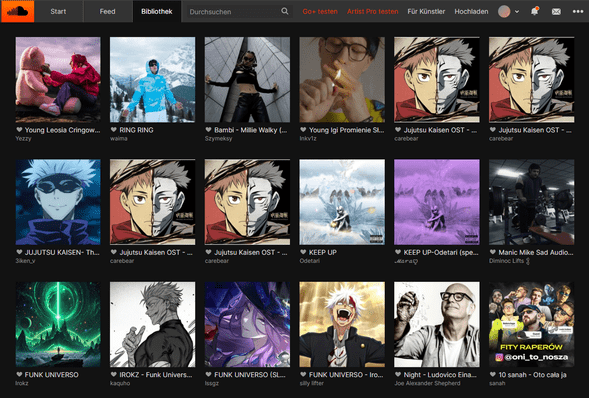 Start Feed Bibliothek Durchsuchen Go+ testen Artist Pro testen Für Künstler Hochladen
Young Leosia Cringow... RING RING Bambi - Millie Walky (... Young Igi Promienie Sł... Jujutsu Kaisen OST - ... Jujutsu Kaisen OST - ...
Yezzy waima Szymeksy lnkv1z carebear carebear
JUJUTSU KAISEN- Th... Jujutsu Kaisen OST - ... Jujutsu Kaisen OST - ... KEEP UP KEEP UP-Odetari (spe... Manic Mike Sad Audio...
3iken_v carebear carebear Odetari Diminoc Lifts
FITY RAPERÓW
@oni_to_nosza
FUNK UNIVERSO IROKZ - Funk Univers... FUNK UNIVERSO (SL... FUNK UNIVERSO - Iro... Night - Ludovico Eina... 10 sanah - Oto cała ja
Irokz kaquho Issgz silly lifter Joe Alexander Shepherd sanah